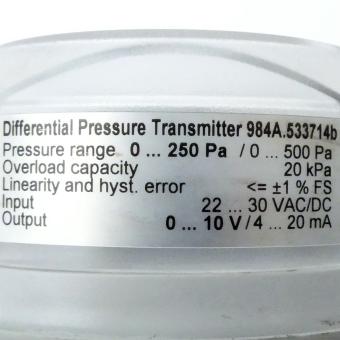 Differential Pressure Transmitter 984A.533714b
Pressure range 0 ... 250 Pa / 0 ... 500 Pa
Overload capacity 20 kPa
Linearity and hyst. error <= ±1 % FS
Input 22 ... 30 VAC/DC
Output 0 ... 10 V / 4 ... 20 mA